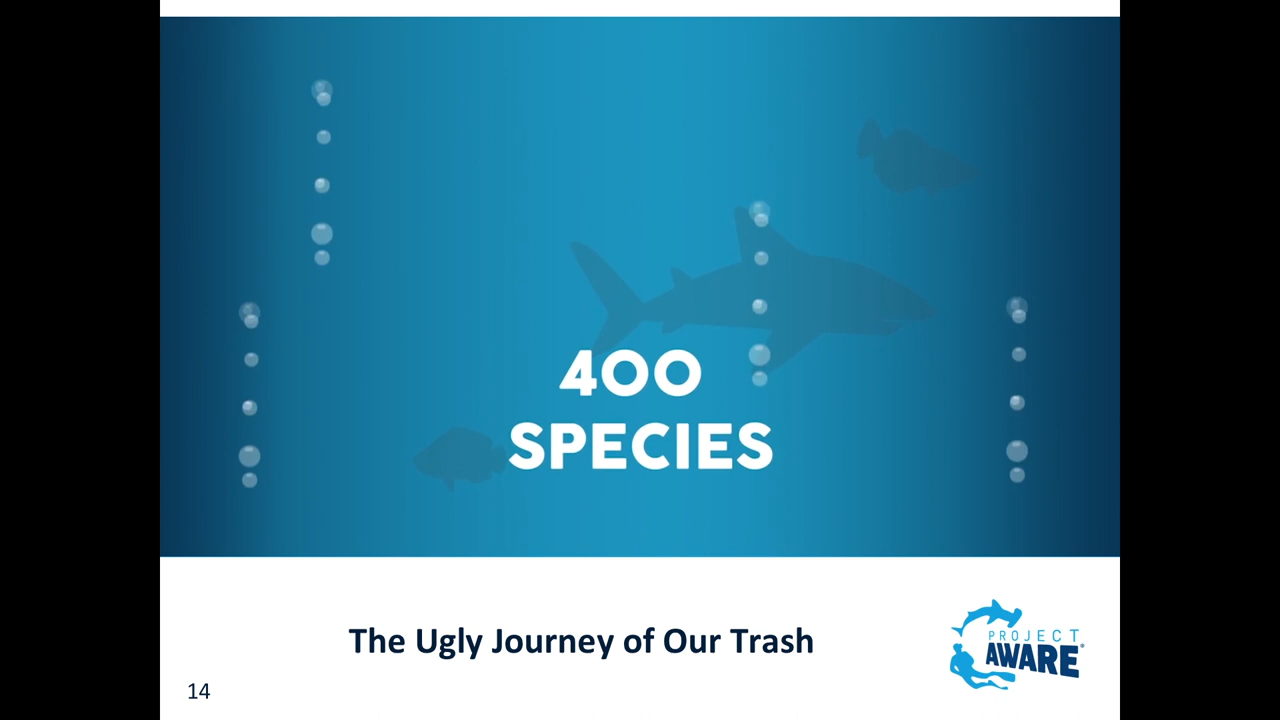 400
SPECIES
The Ugly Journey of Our Trash
PROJECT
AWARE®
14